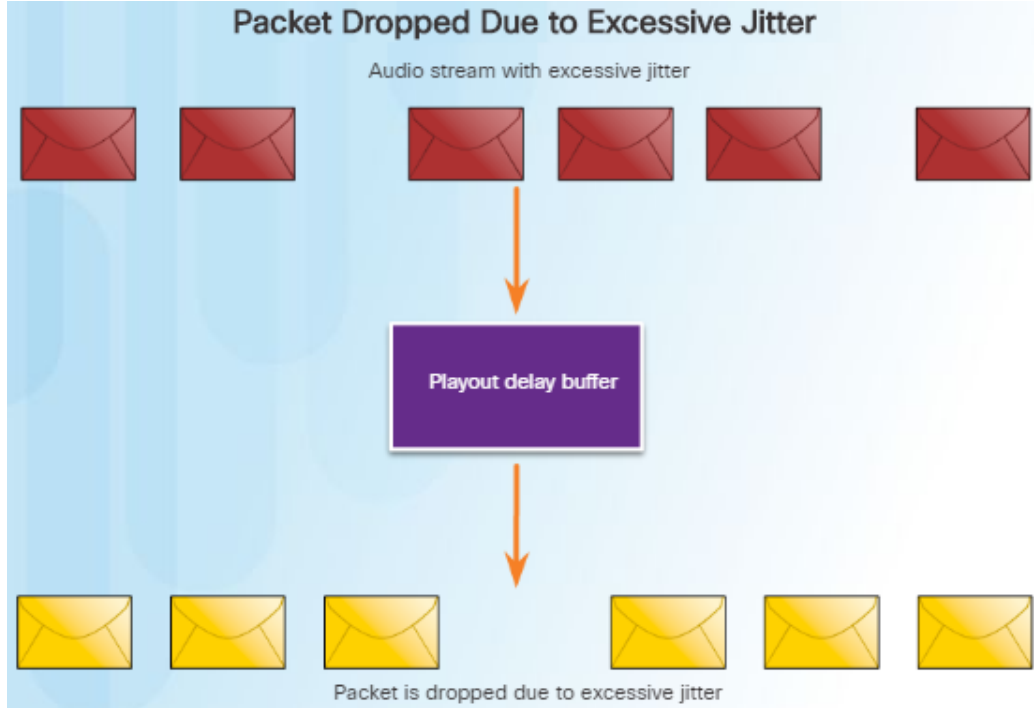 Packet Dropped Due to Excessive Jitter
Audio stream with excessive jitter
Playout delay buffer
Packet is dropped due to excessive jitter